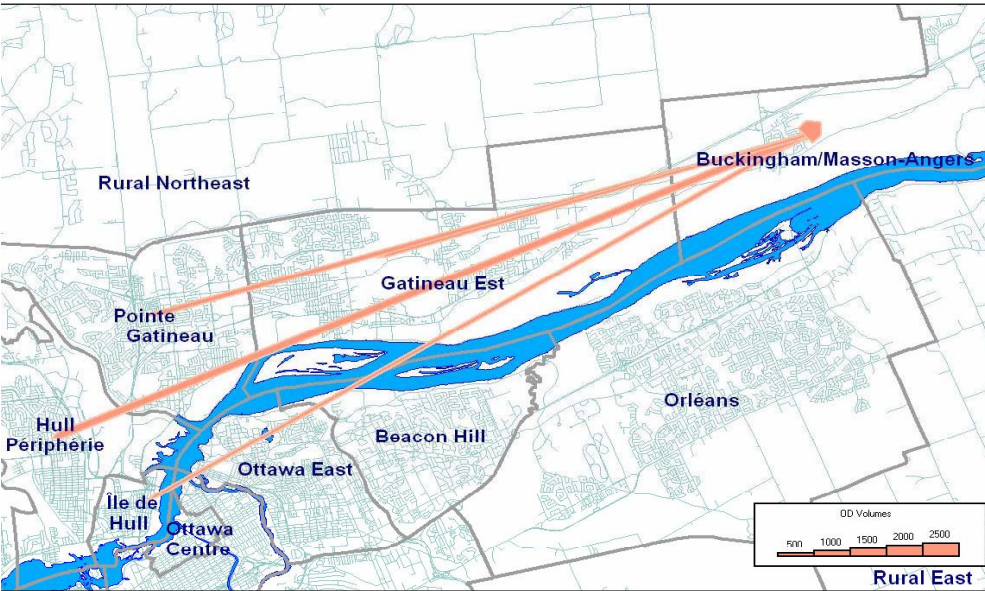 Rural Northeast
Buckingham/Masson-Angers
Gatineau Est
Pointe
Gatineau
Orléans
Hull
Périphérie
Beacon Hill
Ottawa East
Île de
Hull
Ottawa
Centre
OD Volumes
500 1000 1500 2000 2500
Rural East